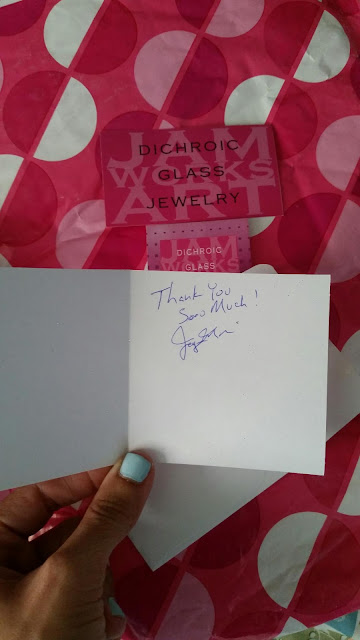 JAM
DICHROIC
WORKS
GLASS
ART
JEWELRY
JAM
DICHROIC
WORKS
GLASS
Thank You
Sooo Much!